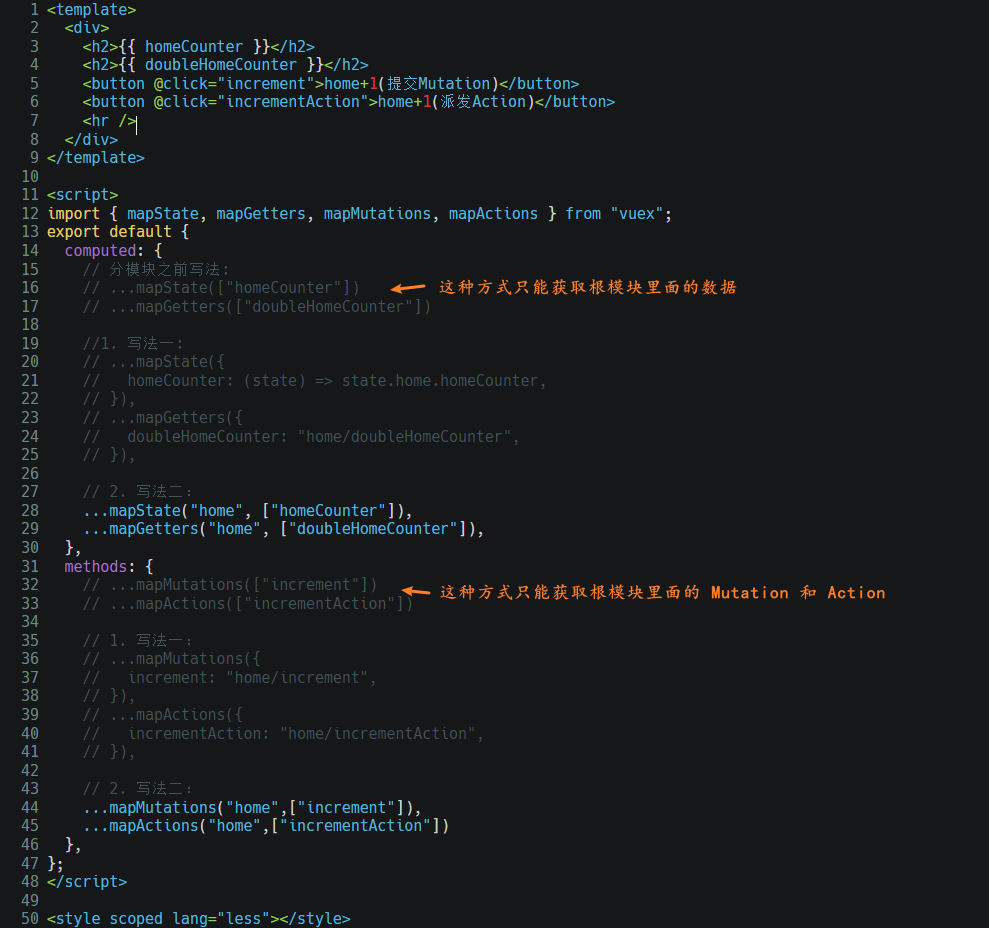 1 <template>
2   <div>
3     <h2>{{ homeCounter }}</h2>
4     <h2>{{ doubleHomeCounter }}</h2>
5     <button @click="increment">home+1(提交Mutation)</button>
6     <button @click="incrementAction">home+1(派发Action)</button>
7     <hr />
8   </div>
9 </template>
10
11 <script>
12 import { mapState, mapGetters, mapMutations, mapActions } from "vuex";
13 export default {
14   computed: {
15     // 分模块之前写法:
16     // ...mapState(["homeCounter"]) 这种方式只能获取根模块里面的数据
17     // ...mapGetters(["doubleHomeCounter"])
18
19     //1. 写法一:
20     // ...mapState({
21     //   homeCounter: (state) => state.home.homeCounter,
22     // }),
23     // ...mapGetters({
24     //   doubleHomeCounter: "home/doubleHomeCounter",
25     // }),
26
27     // 2. 写法二:
28     ...mapState("home", ["homeCounter"]),
29     ...mapGetters("home", ["doubleHomeCounter"]),
30   },
31   methods: {
32     // ...mapMutations(["increment"]) 这种方式只能获取根模块里面的 Mutation 和 Action
33     // ...mapActions(["incrementAction"])
34
35     // 1. 写法一:
36     // ...mapMutations({
37     //   increment: "home/increment",
38     // }),
39     // ...mapActions({
40     //   incrementAction: "home/incrementAction",
41     // }),
42
43     // 2. 写法二:
44     ...mapMutations("home",["increment"]),
45     ...mapActions("home",["incrementAction"])
46   },
47 };
48 </script>
49
50 <style scoped lang="less"></style>